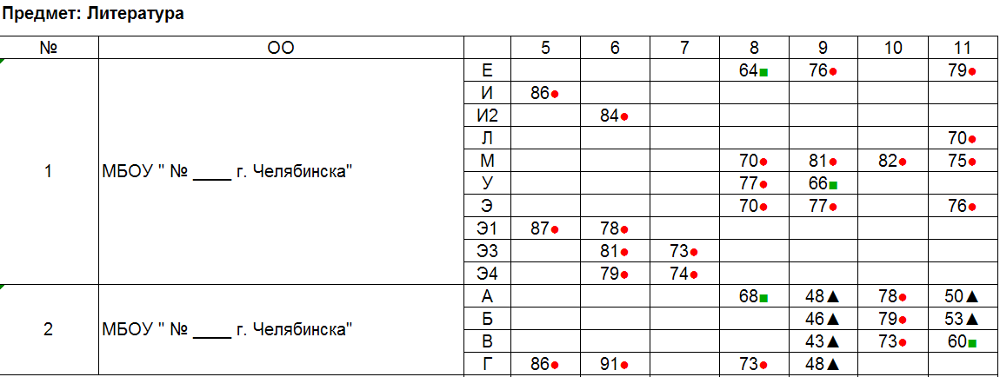 Предмет: Литература
№ ОО 5 6 7 8 9 10 11
Е 64■ 76● 79●
И 86●
И2 84●
Л 70●
М 70● 81● 82● 75●
1 МБОУ " № ____ г. Челябинска"
У 77● 66■
Э 70● 77● 76●
Э1 87● 78●
Э3 81● 73●
Э4 79● 74●
А 68■ 48▲ 78● 50▲
Б 46▲ 79● 53▲
2 МБОУ " № ____ г. Челябинска"
В 43▲ 73● 60■
Г 86● 91● 73● 48▲